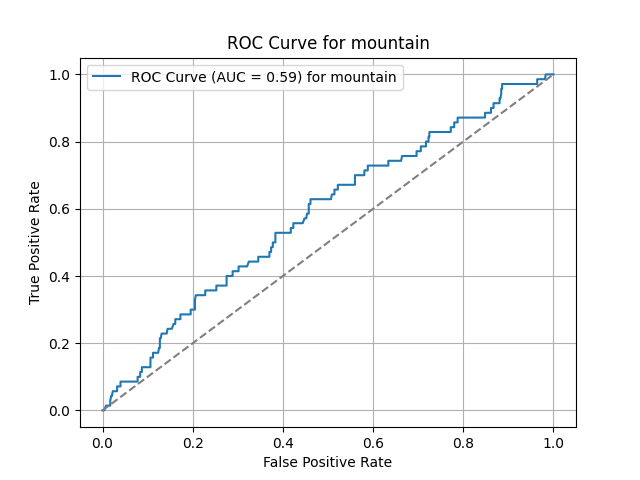 ROC Curve for mountain
ROC Curve (AUC = 0.59) for mountain
True Positive Rate
1.0
0.8
0.6
0.4
0.2
0.0
0.0 0.2 0.4 0.6 0.8 1.0
False Positive Rate